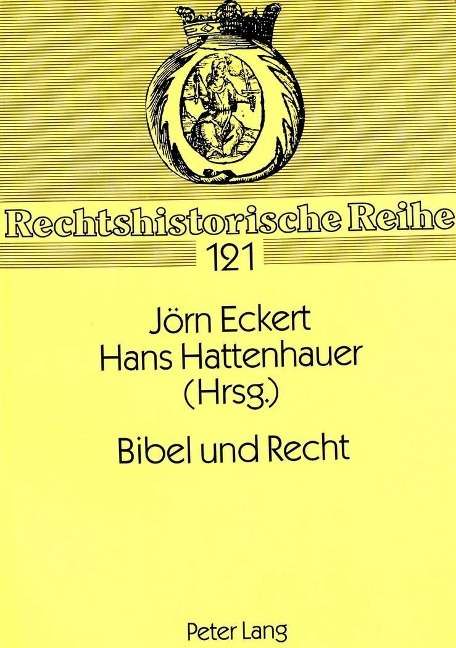 Rechtshistorische Reihe
121
Jörn Eckert
Hans Hattenhauer
(Hrsg.)
Bibel und Recht
Peter Lang